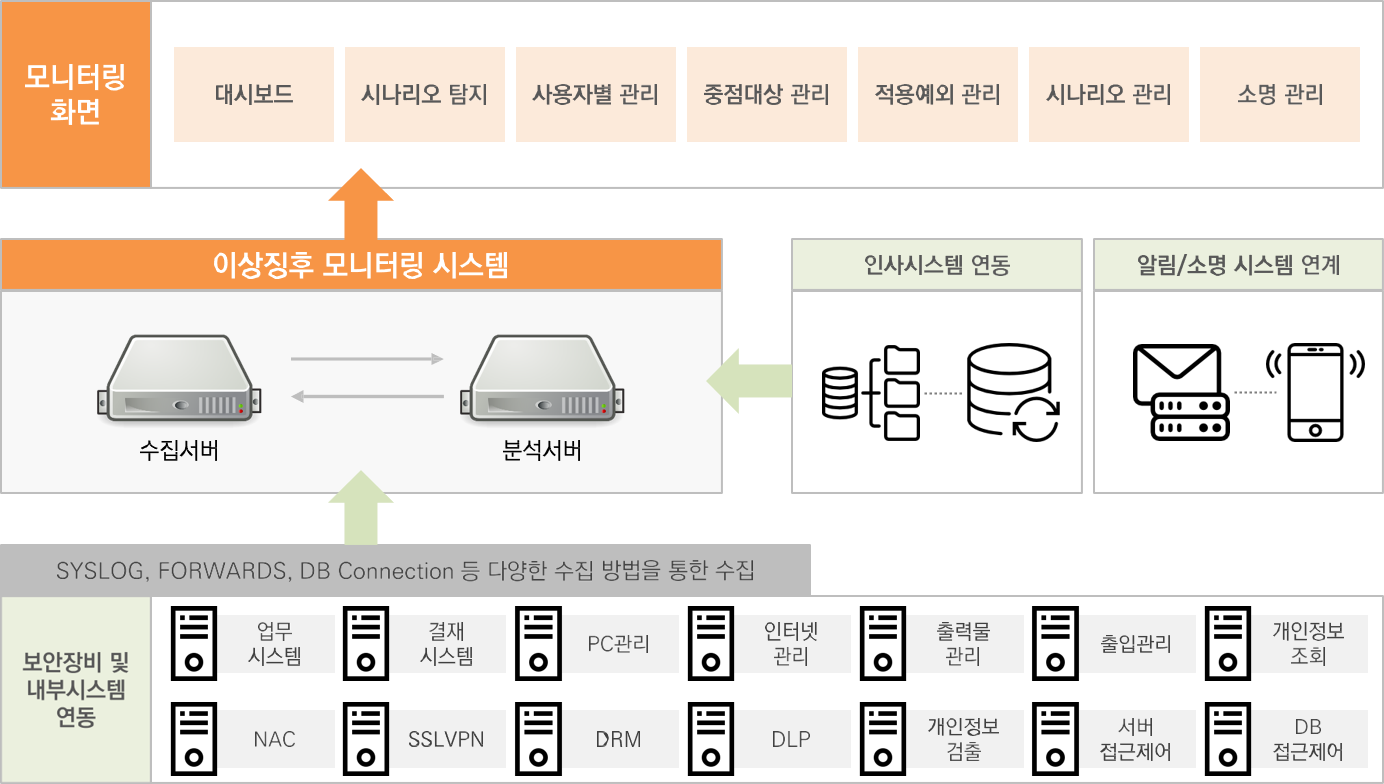 모니터링
화면
대시보드
시나리오 탐지
사용자별 관리
중점대상 관리
적용예외 관리
시나리오 관리
소명 관리
이상징후 모니터링 시스템
수집서버
분석서버
인사시스템 연동
알림/소명 시스템 연계
SYSLOG, FORWARDS, DB Connection 등 다양한 수집 방법을 통한 수집
보안장비 및
내부시스템
연동
업무
시스템
결재
시스템
PC관리
인터넷
관리
출력물
관리
출입관리
개인정보
조회
NAC
SSLVPN
DRM
DLP
개인정보
검출
서버
접근제어
DB
접근제어